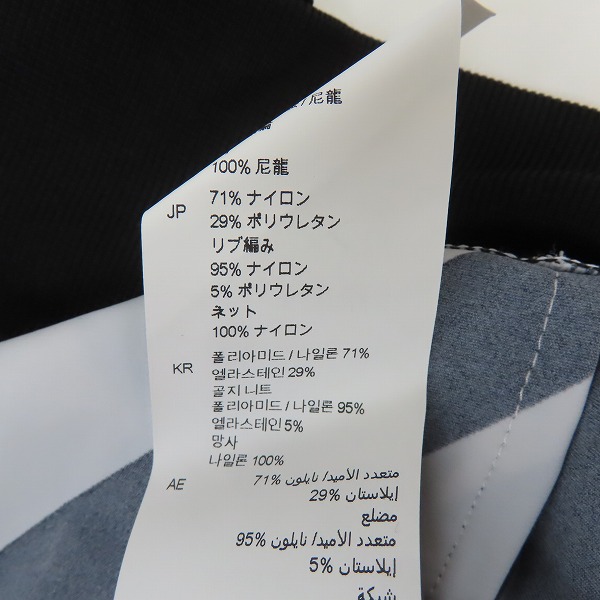 /尼龍
100% 尼龍
JP 71% ナイロン
29% ポリウレタン
リブ編み
95% ナイロン
5% ポリウレタン
ネット
100% ナイロン
KR 폴리아미드 / 나일론 71%
엘라스테인 29%
골지 니트
폴리아미드 / 나일론 95%
엘라스테인 5%
망사
나일론 100%
AE متعدد الأميد/ نايلون %71
إيلاستان %29
مضلع
متعدد الأميد/ نايلون %95
إيلاستان %5
شبكة